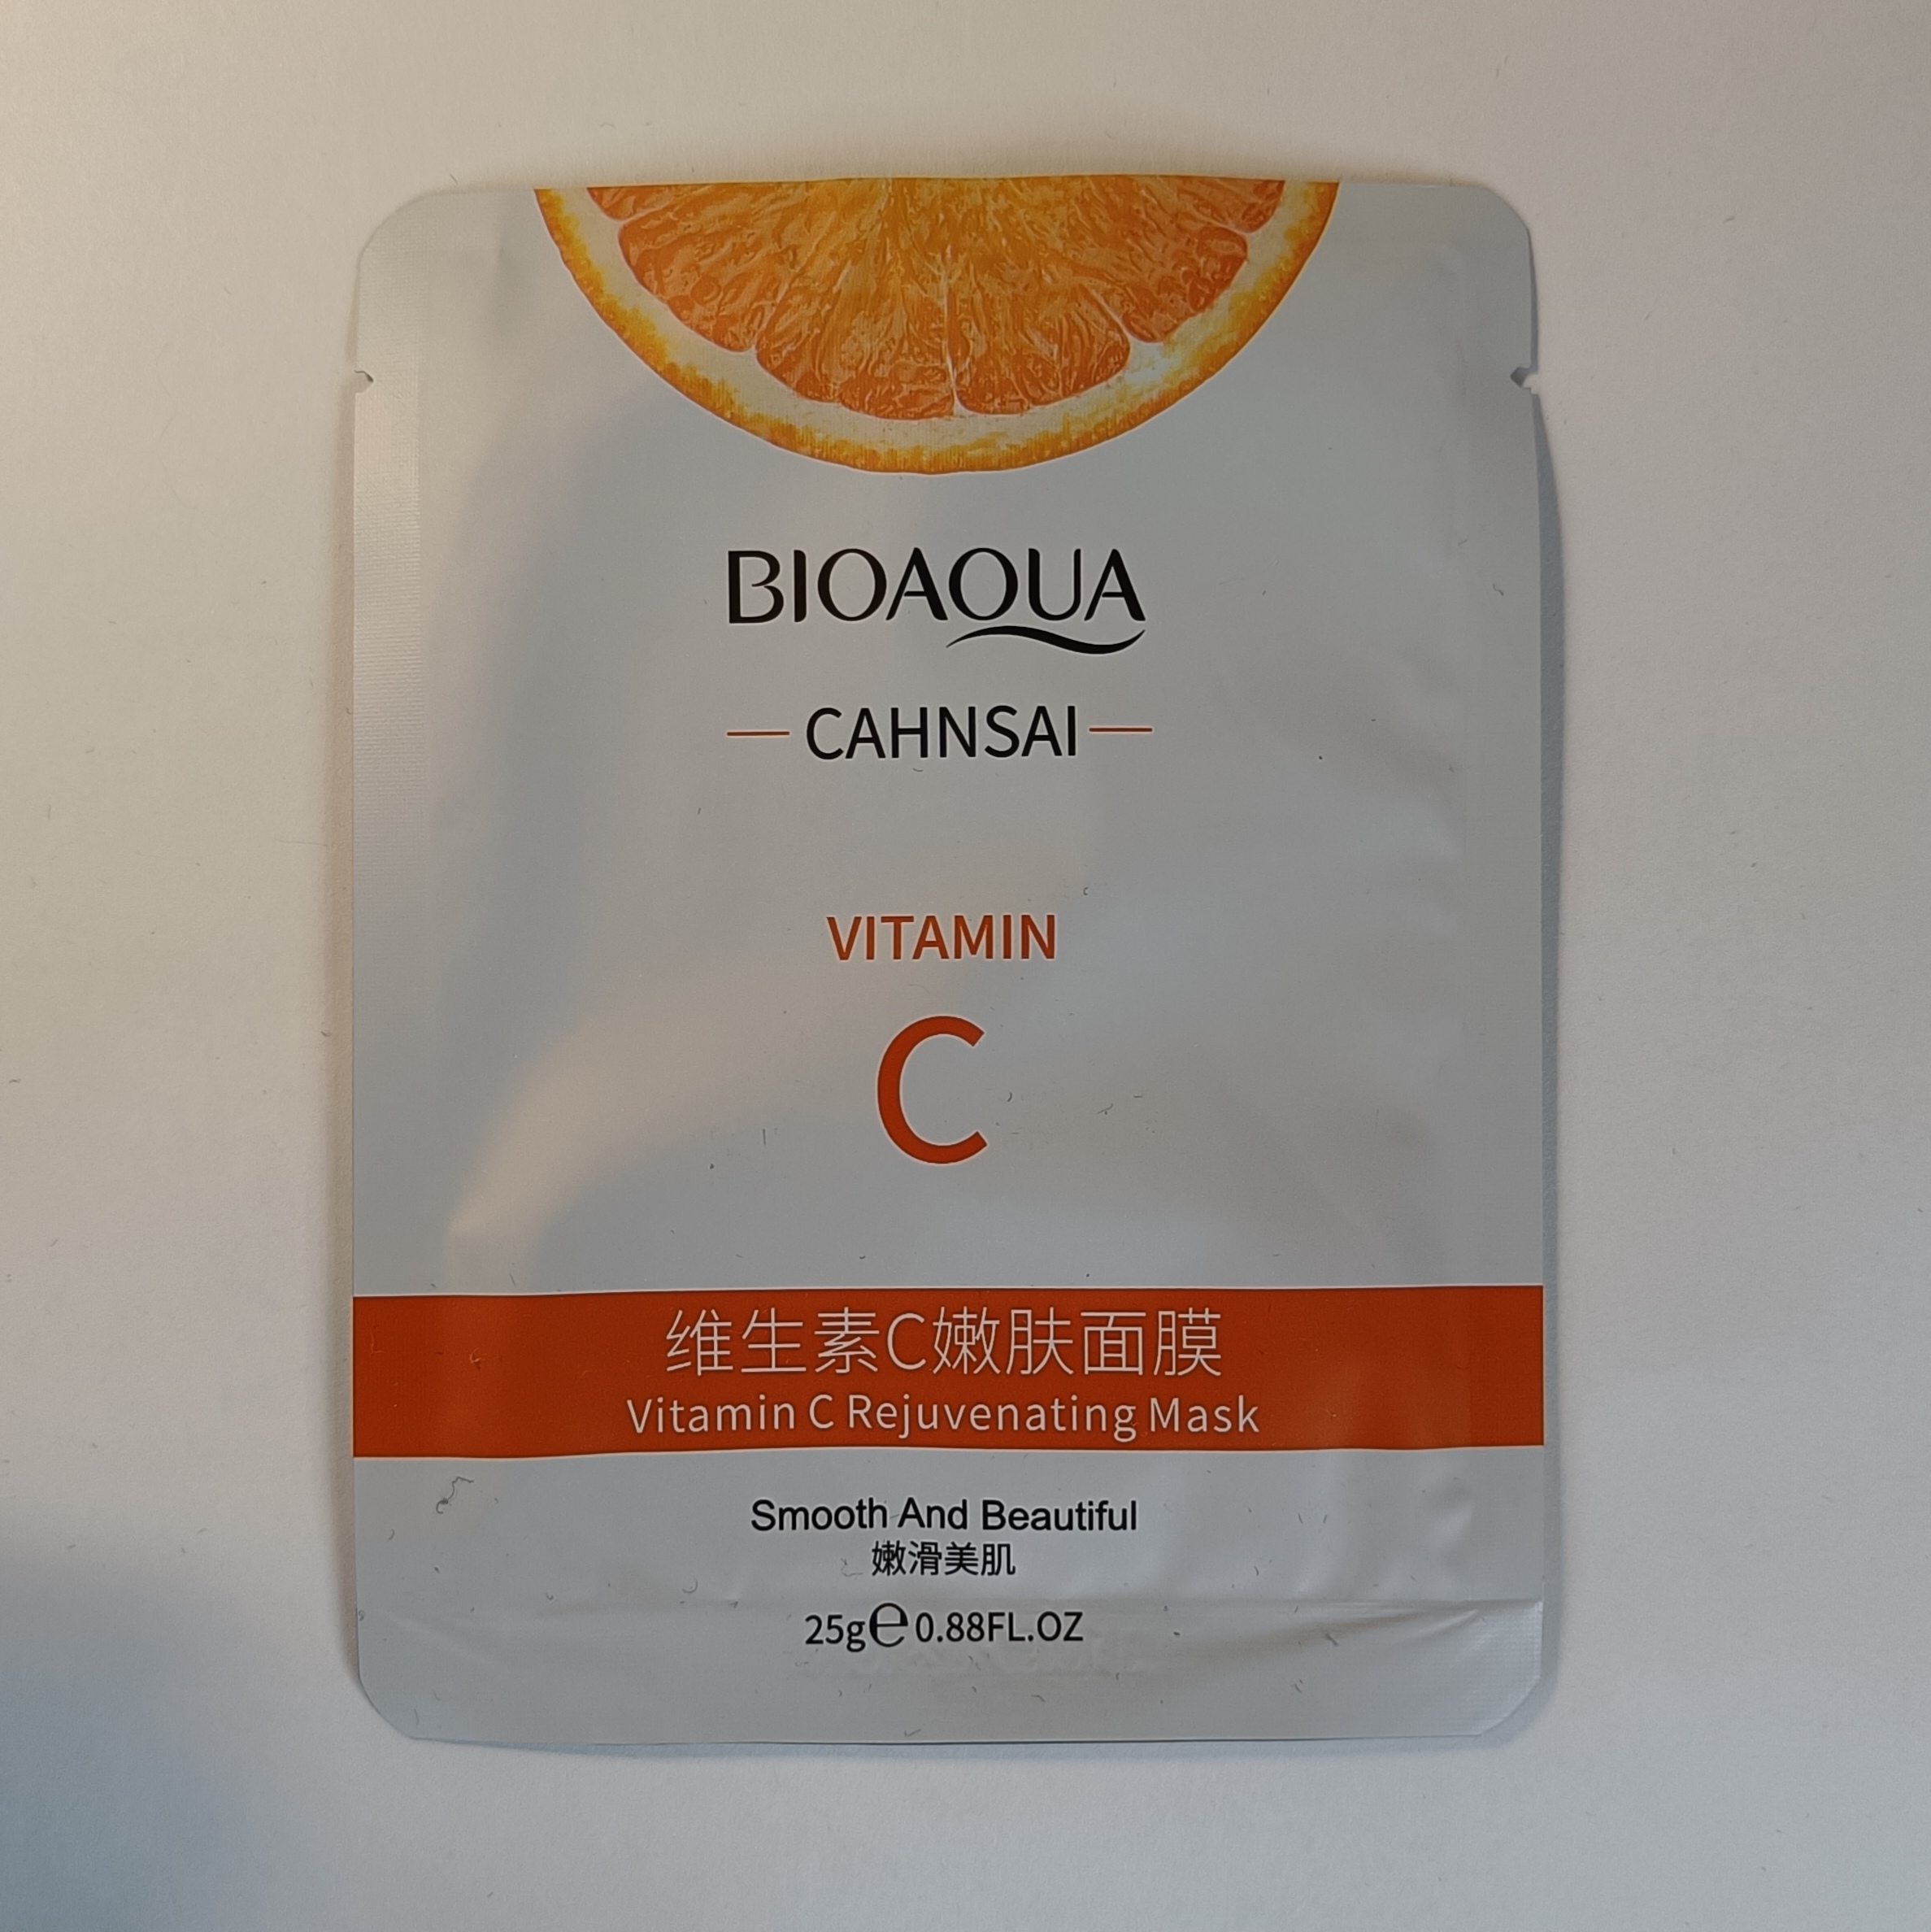 BIOAQUA
CAHNSAI
VITAMIN
C
维生素C嫩肤面膜
Vitamin C Rejuvenating Mask
Smooth And Beautiful
嫩滑美肌
25g℮0.88FL.OZ